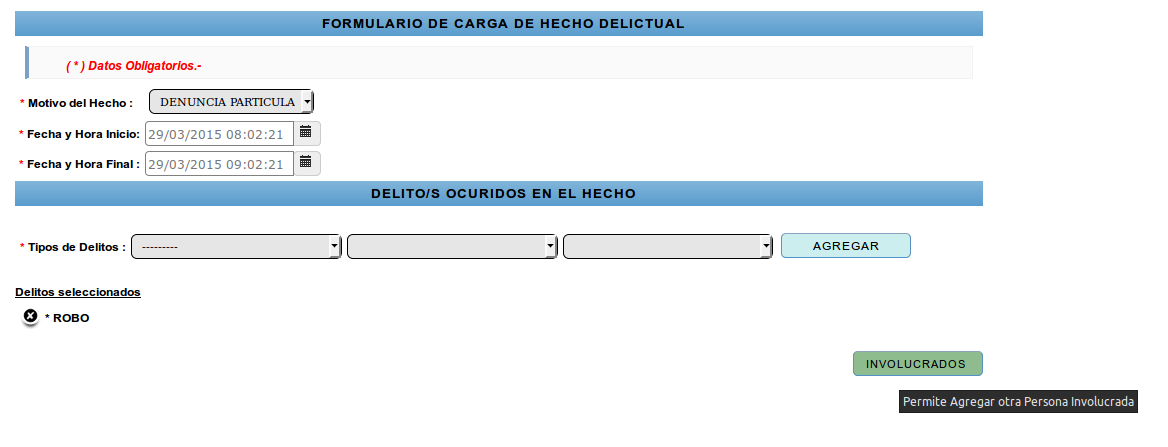 FORMULARIO DE CARGA DE HECHO DELICTUAL
( * ) Datos Obligatorios.-
* Motivo del Hecho : DENUNCIA PARTICULA
* Fecha y Hora Inicio: 29/03/2015 08:02:21
* Fecha y Hora Final : 29/03/2015 09:02:21
DELITO/S OCURIDOS EN EL HECHO
* Tipos de Delitos : --------- AGREGAR
Delitos seleccionados
* ROBO
INVOLUCRADOS
Permite Agregar otra Persona Involucrada